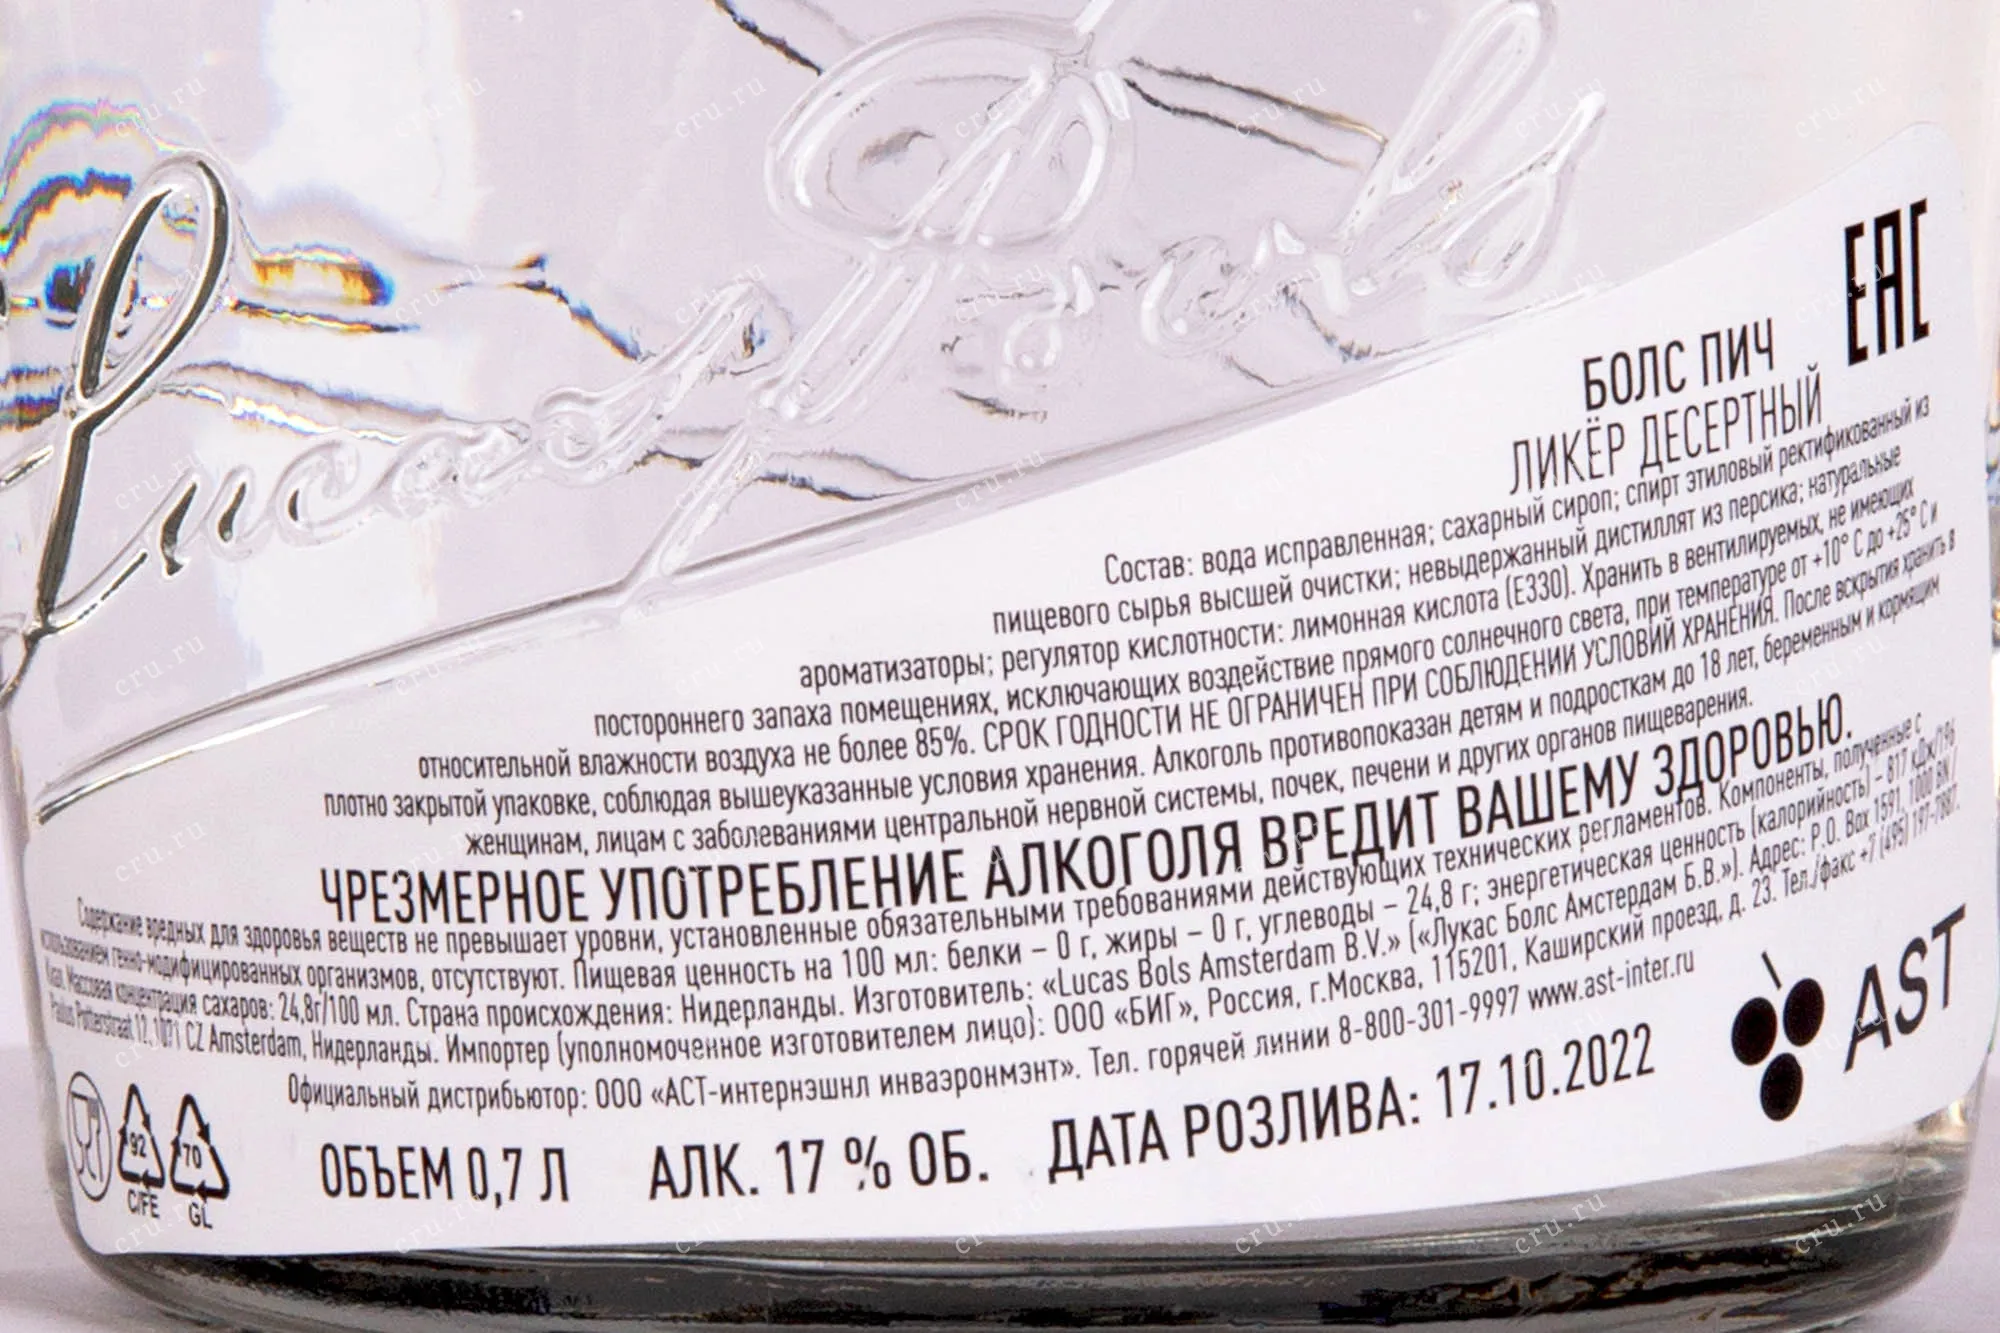 Lucas Bols
EAC
БОЛС ПИЧ
ЛИКЁР ДЕСЕРТНЫЙ
Состав: вода исправленная; сахарный сироп; спирт этиловый ректификованный из
пищевого сырья высшей очистки; невыдержанный дистиллят из персика; натуральные
ароматизаторы; регулятор кислотности: лимонная кислота (Е330). Хранить в вентилируемых, не имеющих
постороннего запаха помещениях, исключающих воздействие прямого солнечного света, при температуре от +10° С до +25° С и
относительной влажности воздуха не более 85%. СРОК ГОДНОСТИ НЕ ОГРАНИЧЕН ПРИ СОБЛЮДЕНИИ УСЛОВИЙ ХРАНЕНИЯ. После вскрытия хранить в
плотно закрытой упаковке, соблюдая вышеуказанные условия хранения. Алкоголь противопоказан детям и подросткам до 18 лет, беременным и кормящим
женщинам, лицам с заболеваниями центральной нервной системы, почек, печени и других органов пищеварения.
ЧРЕЗМЕРНОЕ УПОТРЕБЛЕНИЕ АЛКОГОЛЯ ВРЕДИТ ВАШЕМУ ЗДОРОВЬЮ.
Содержание вредных для здоровья веществ не превышает уровни, установленные обязательными требованиями действующих технических регламентов. Компоненты, полученные с
использованием генно-модифицированных организмов, отсутствуют. Пищевая ценность на 100 мл: белки – 0 г, жиры – 0 г, углеводы – 24,8 г; энергетическая ценность (калорийность) – 817 кДж/196
Ккал. Массовая концентрация сахаров: 24,8г/100 мл. Страна происхождения: Нидерланды. Изготовитель: «Lucas Bols Amsterdam B.V.» («Лукас Болс Амстердам Б.В.»). Адрес: P.O. Box 1591, 1000 BN /
Paulus Potterstraat 12, 1071 CZ Amsterdam, Нидерланды. Импортер (уполномоченное изготовителем лицо): ООО «БИГ», Россия, г.Москва, 115201, Каширский проезд, д. 23. Тел./факс +7 (495) 197-7887.
Официальный дистрибьютор: ООО «АСТ-интернэшнл инваэронмэнт». Тел. горячей линии 8-800-301-9997 www.ast-inter.ru
AST
92
C/FE
70
GL
ОБЪЕМ 0,7 Л АЛК. 17 % ОБ. ДАТА РОЗЛИВА: 17.10.2022